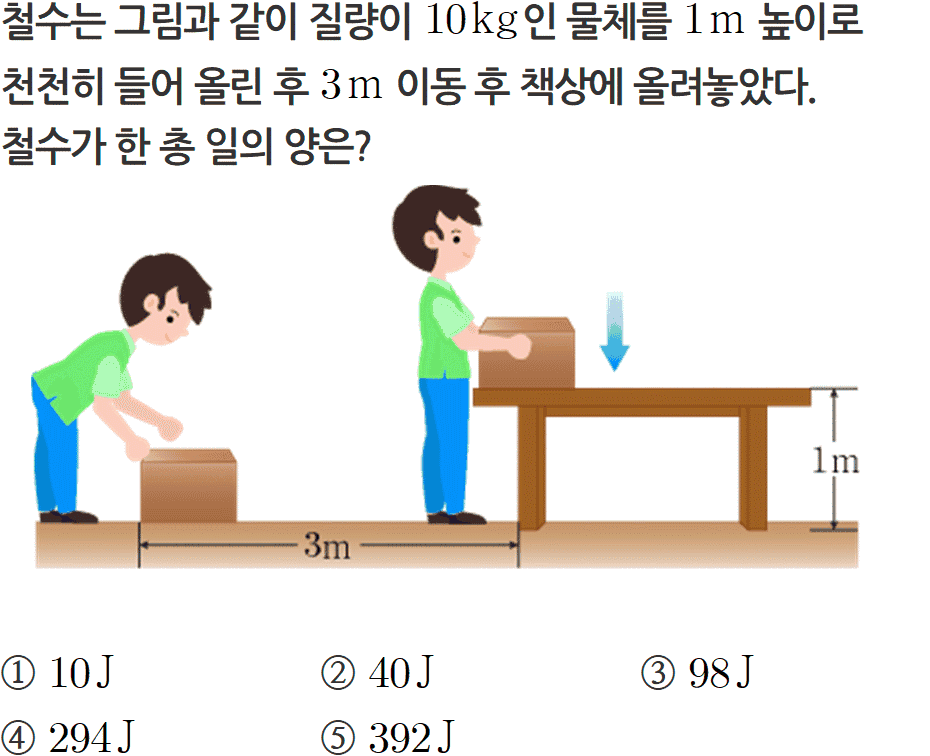 철수는 그림과 같이 질량이 10kg인 물체를 1m 높이로
천천히 들어 올린 후 3m 이동 후 책상에 올려놓았다.
철수가 한 총 일의 양은?
1m
3m
① 10J ② 40J ③ 98J
④ 294J ⑤ 392J